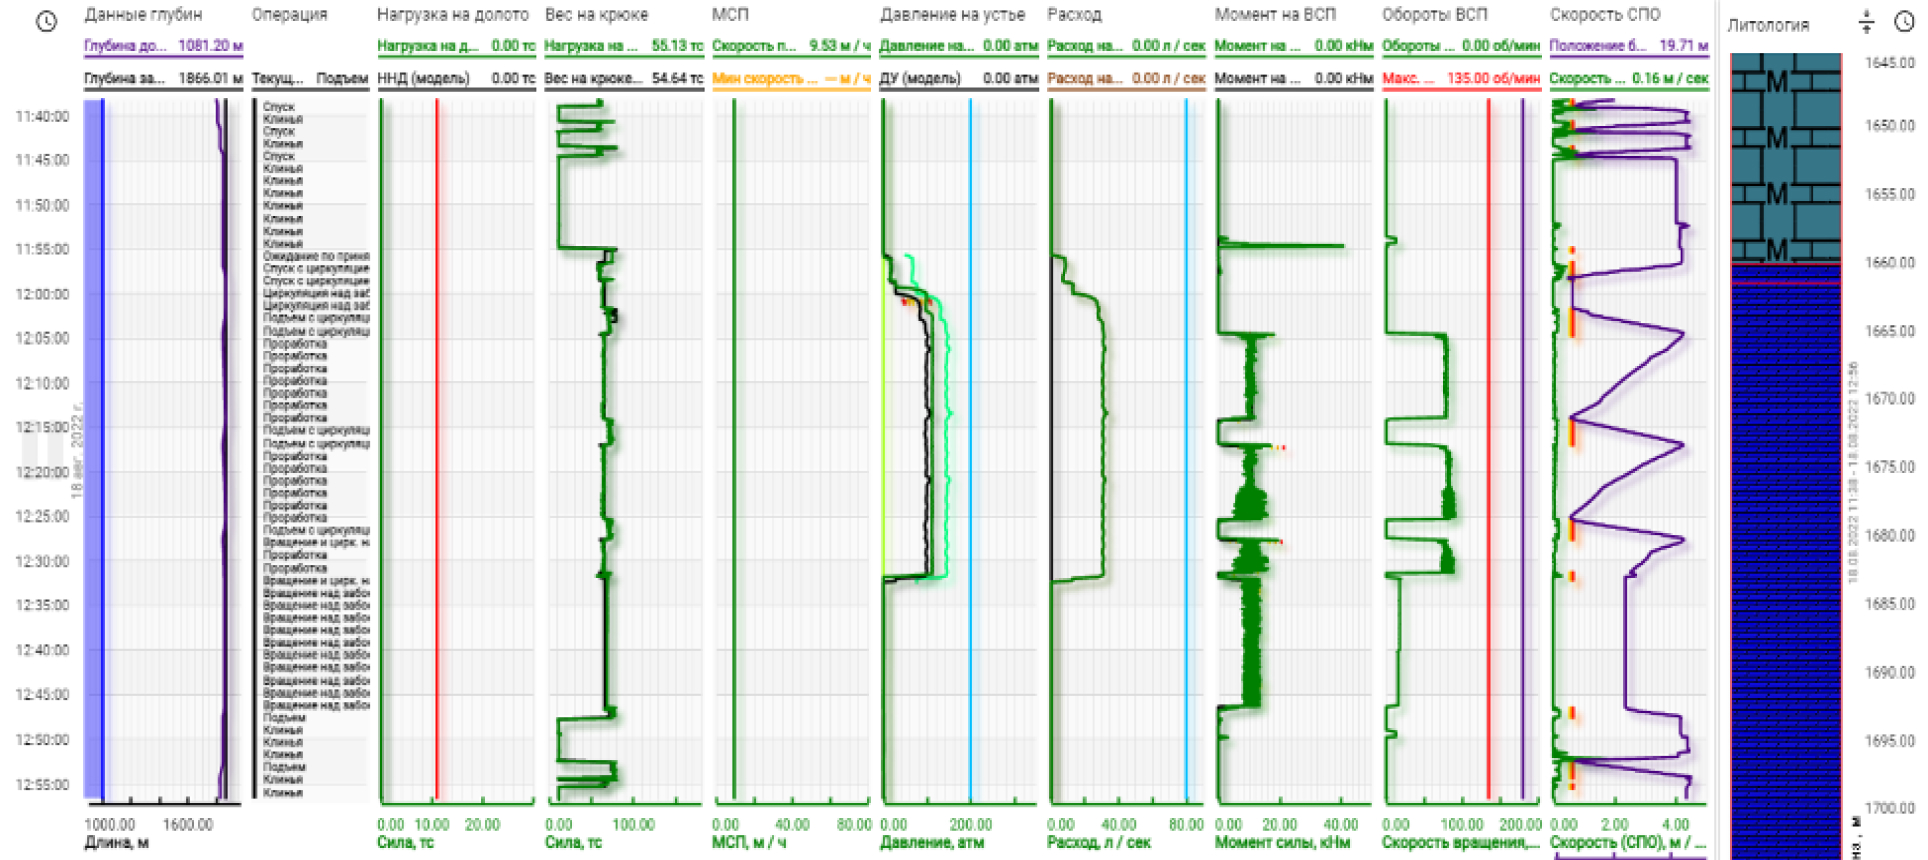 Данные глубин Операция Нагрузка на долото Вес на крюке МСП Давление на устье Расход Момент на ВСП Обороты ВСП Скорость СПО Литология
Глубина до... 1081.20 м Нагрузка на д... 0.00 тс Нагрузка на ... 55.13 тс Скорость п... 9.53 м / ч Давление на... 0.00 атм Расход на... 0.00 л / сек Момент на ... 0.00 кНм Обороты ... 0.00 об/мин Положение б... 19.71 м
Глубина за... 1866.01 м Текущ... Подъем ННД (модель) 0.00 тс Вес на крюке... 54.64 тс Мин скорость ... — м / ч ДУ (модель) 0.00 атм Расход на... 0.00 л / сек Момент на ... 0.00 кНм Макс. ... 135.00 об/мин Скорость ... 0.16 м / сек
11:40:00
11:45:00
11:50:00
11:55:00
12:00:00
12:05:00
12:10:00
12:15:00
12:20:00
12:25:00
12:30:00
12:35:00
12:40:00
12:45:00
12:50:00
12:55:00
18 авг. 2022 г.
Спуск
Клинья
Спуск
Клинья
Спуск
Клинья
Клинья
Клинья
Клинья
Клинья
Клинья
Клинья
Ожидание по приня
Спуск с циркуляцие
Спуск с циркуляцие
Циркуляция над заб
Циркуляция над заб
Подъем с циркуляц
Подъем с циркуляц
Проработка
Проработка
Проработка
Проработка
Проработка
Проработка
Проработка
Подъем с циркуляц
Подъем с циркуляц
Проработка
Проработка
Проработка
Проработка
Проработка
Проработка
Подъем с циркуляц
Вращение и цирк. н
Проработка
Проработка
Вращение и цирк. н
Вращение над забо
Вращение над забо
Вращение над забо
Вращение над забо
Вращение над забо
Вращение над забо
Вращение над забо
Вращение над забо
Вращение над забо
Вращение над забо
Подъем
Клинья
Клинья
Клинья
Подъем
Клинья
Клинья
M
M
M
M
1645.00
1650.00
1655.00
1660.00
1665.00
1670.00
1675.00
1680.00
1685.00
1690.00
1695.00
1700.00
18.08.2022 11:38 - 18.08.2022 12:56
на, м
1000.00 1600.00 0.00 10.00 20.00 0.00 100.00 0.00 40.00 80.00 0.00 200.00 0.00 40.00 80.00 0.00 20.00 40.00 0.00 100.00 200.00 0.00 2.00 4.00
Длина, м Сила, тс Сила, тс МСП, м / ч Давление, атм Расход, л / сек Момент силы, кНм Скорость вращения,... Скорость (СПО), м / ...